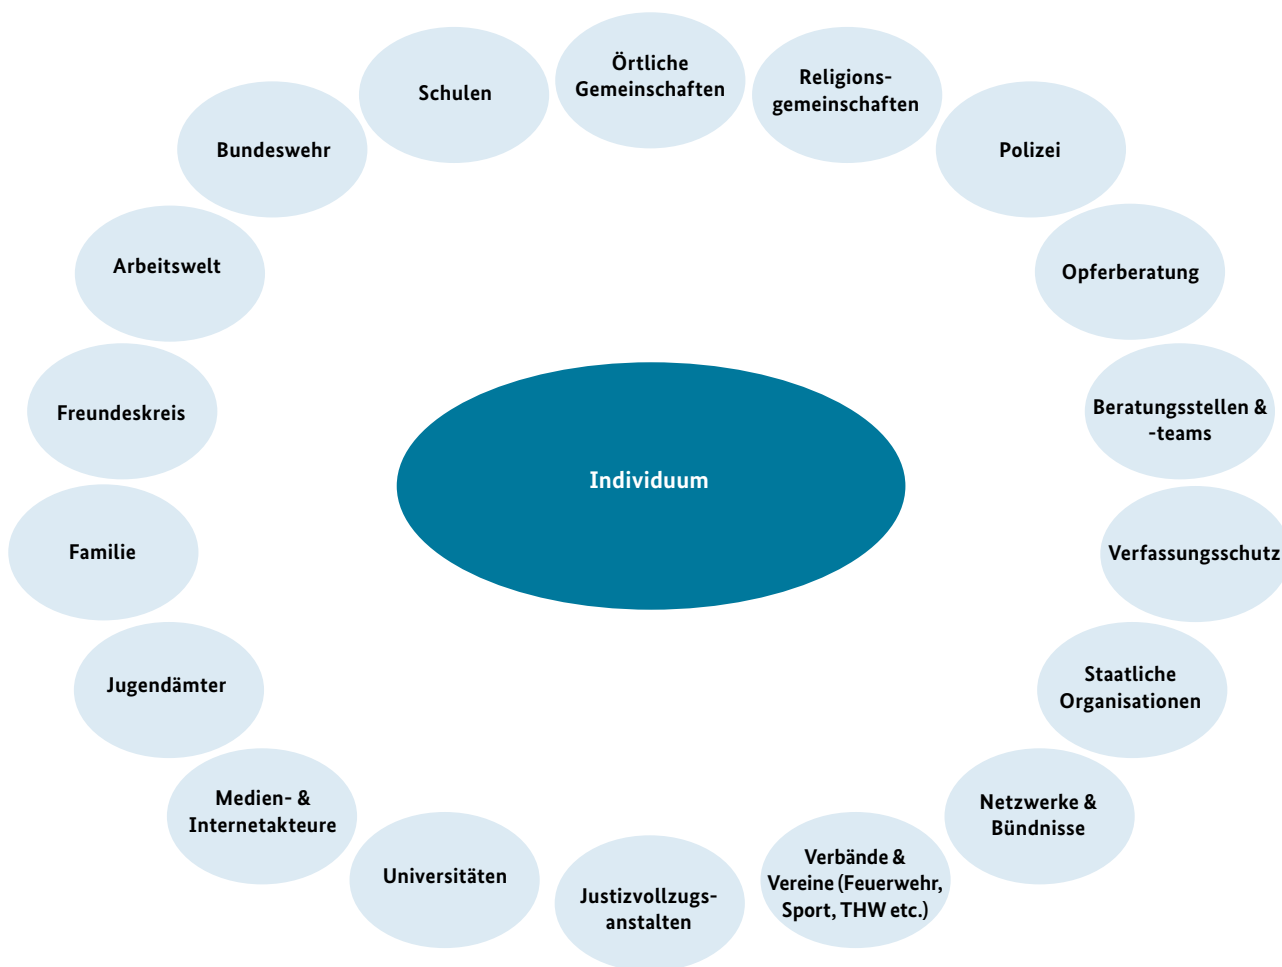 Örtliche
Gemeinschaften
Religions-
gemeinschaften
Schulen
Polizei
Bundeswehr
Opferberatung
Arbeitswelt
Beratungsstellen &
-teams
Freundeskreis
Individuum
Verfassungsschutz
Familie
Staatliche
Organisationen
Jugendämter
Netzwerke &
Bündnisse
Medien- &
Internetakteure
Verbände &
Vereine (Feuerwehr,
Sport, THW etc.)
Universitäten
Justizvollzugs-
anstalten